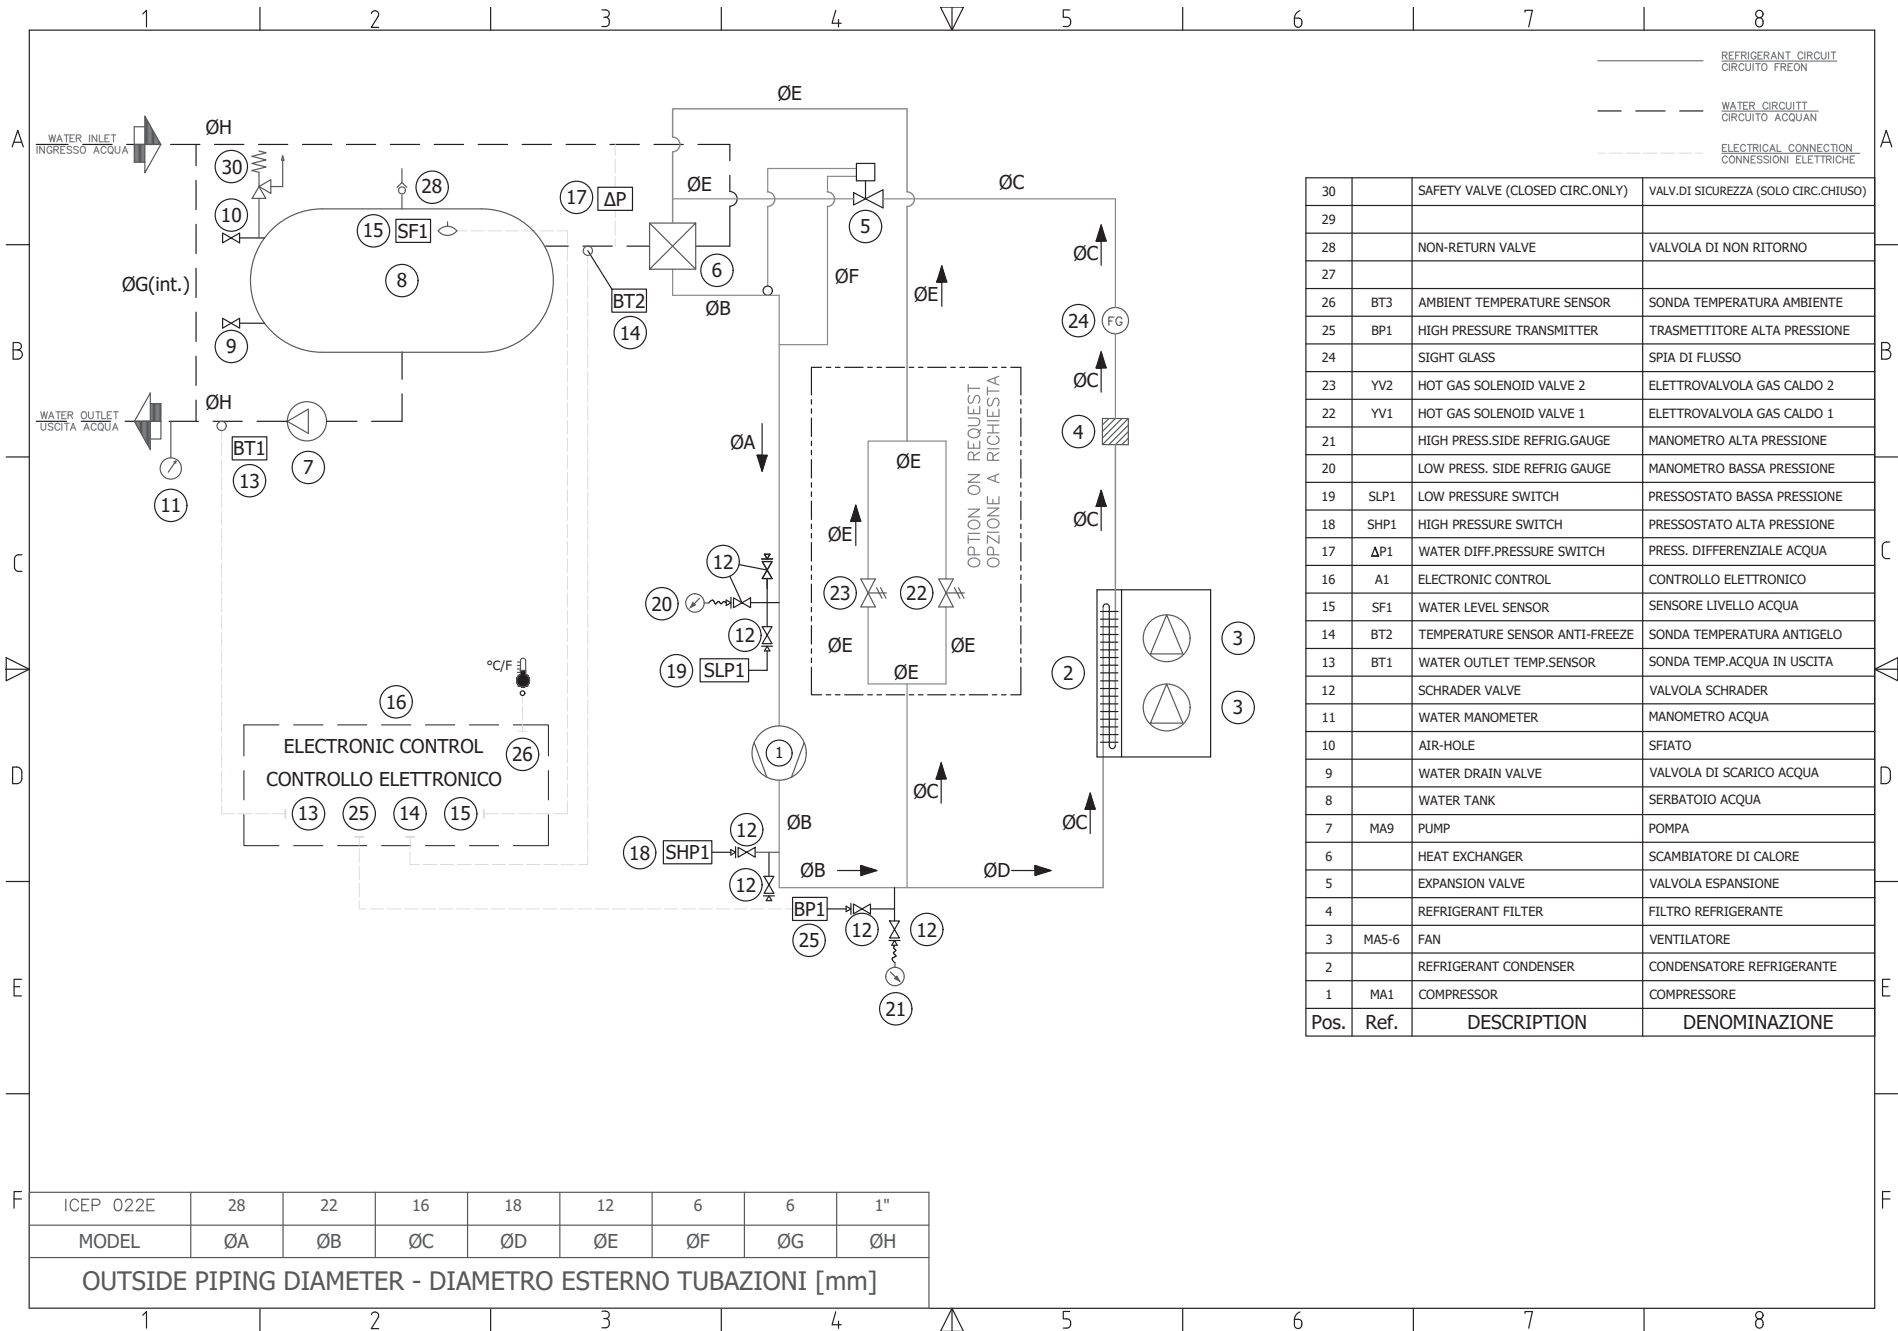 1 2 3 4 5 6 7 8
REFRIGERANT CIRCUIT
CIRCUITO FREON
WATER CIRCUITT
CIRCUITO ACQUAN
ELECTRICAL CONNECTION
CONNESSIONI ELETTRICHE
A A
B B
C C
D D
E E
F F
WATER INLET
INGRESSO ACQUA
ØH
30
10
28
15 SF1
8
ØG(int.)
9
WATER OUTLET
USCITA ACQUA
ØH
BT1
13
7
11
17 ΔP
BT2
14
6
ØE
ØE
ØB
ØC
5
ØF
ØE
ØC
24 FG
ØC
4
ØC
ØA
OPTION ON REQUEST
OPZIONE A RICHIESTA
ØE
ØE
23 22
ØE ØE
ØE
12
20
12
19 SLP1
2
3
3
°C/F
16
ELECTRONIC CONTROL
CONTROLLO ELETTRONICO
26
13 25 14 15
1
ØC
ØC
ØB
12
18 SHP1
12
ØB
ØD
BP1
25
12
12
21
30 SAFETY VALVE (CLOSED CIRC.ONLY) VALV.DI SICUREZZA (SOLO CIRC.CHIUSO)
29
28 NON-RETURN VALVE VALVOLA DI NON RITORNO
27
26 BT3 AMBIENT TEMPERATURE SENSOR SONDA TEMPERATURA AMBIENTE
25 BP1 HIGH PRESSURE TRANSMITTER TRASMETTITORE ALTA PRESSIONE
24 SIGHT GLASS SPIA DI FLUSSO
23 YV2 HOT GAS SOLENOID VALVE 2 ELETTROVALVOLA GAS CALDO 2
22 YV1 HOT GAS SOLENOID VALVE 1 ELETTROVALVOLA GAS CALDO 1
21 HIGH PRESS.SIDE REFRIG.GAUGE MANOMETRO ALTA PRESSIONE
20 LOW PRESS. SIDE REFRIG GAUGE MANOMETRO BASSA PRESSIONE
19 SLP1 LOW PRESSURE SWITCH PRESSOSTATO BASSA PRESSIONE
18 SHP1 HIGH PRESSURE SWITCH PRESSOSTATO ALTA PRESSIONE
17 ΔP1 WATER DIFF.PRESSURE SWITCH PRESS. DIFFERENZIALE ACQUA
16 A1 ELECTRONIC CONTROL CONTROLLO ELETTRONICO
15 SF1 WATER LEVEL SENSOR SENSORE LIVELLO ACQUA
14 BT2 TEMPERATURE SENSOR ANTI-FREEZE SONDA TEMPERATURA ANTIGELO
13 BT1 WATER OUTLET TEMP.SENSOR SONDA TEMP.ACQUA IN USCITA
12 SCHRADER VALVE VALVOLA SCHRADER
11 WATER MANOMETER MANOMETRO ACQUA
10 AIR-HOLE SFIATO
9 WATER DRAIN VALVE VALVOLA DI SCARICO ACQUA
8 WATER TANK SERBATOIO ACQUA
7 MA9 PUMP POMPA
6 HEAT EXCHANGER SCAMBIATORE DI CALORE
5 EXPANSION VALVE VALVOLA ESPANSIONE
4 REFRIGERANT FILTER FILTRO REFRIGERANTE
3 MA5-6 FAN VENTILATORE
2 REFRIGERANT CONDENSER CONDENSATORE REFRIGERANTE
1 MA1 COMPRESSOR COMPRESSORE
Pos. Ref. DESCRIPTION DENOMINAZIONE
ICEP 022E 28 22 16 18 12 6 6 1"
MODEL ØA ØB ØC ØD ØE ØF ØG ØH
OUTSIDE PIPING DIAMETER - DIAMETRO ESTERNO TUBAZIONI [mm]
1 2 3 4 5 6 7 8